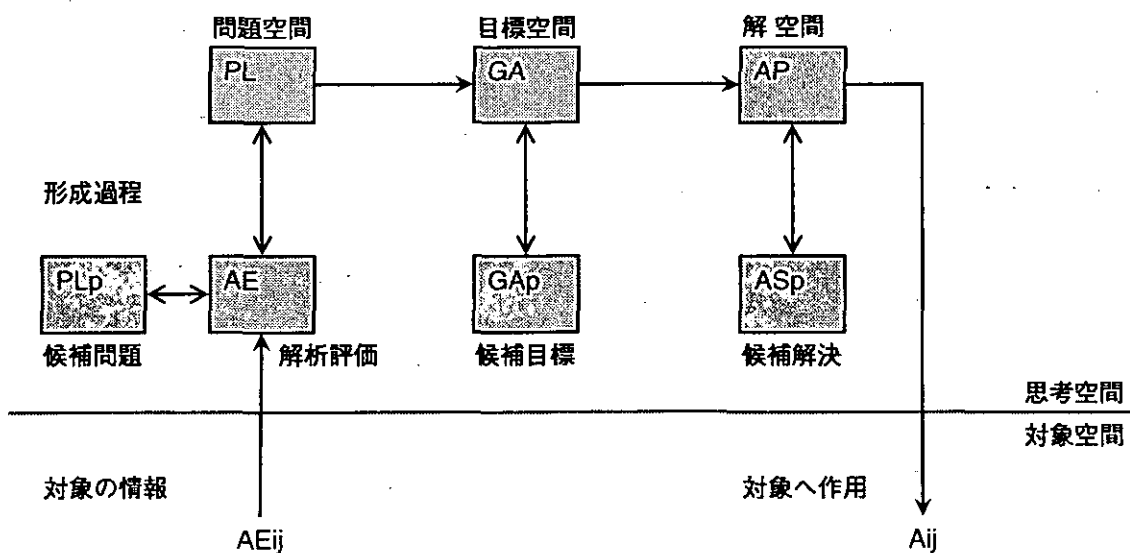 問題空間
目標空間
解 空間
PL
GA
AP
形成過程
PLp
AE
GAp
ASp
候補問題
解析評価
候補目標
候補解決
思考空間
対象空間
対象の情報
対象へ作用
AEij
Aij